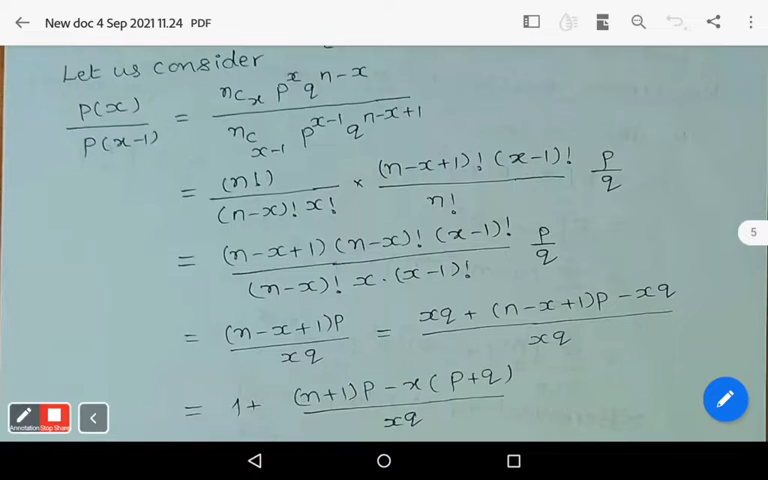 New doc 4 Sep 2021 11.24 PDF
Let us consider
P(x)/P(x-1) = nCx p^x q^(n-x) / nC(x-1) p^(x-1) q^(n-x+1)
= (n!)/((n-x)! x!) × ((n-x+1)! (x-1)!)/n! p/q
= ((n-x+1) (n-x)! (x-1)!)/((n-x)! x · (x-1)!) p/q
= ((n-x+1)p)/(xq) = (xq + (n-x+1)p - xq)/(xq)
= 1+ ((n+1)p - x(p+q))/(xq)
5
Annotation Stop Share